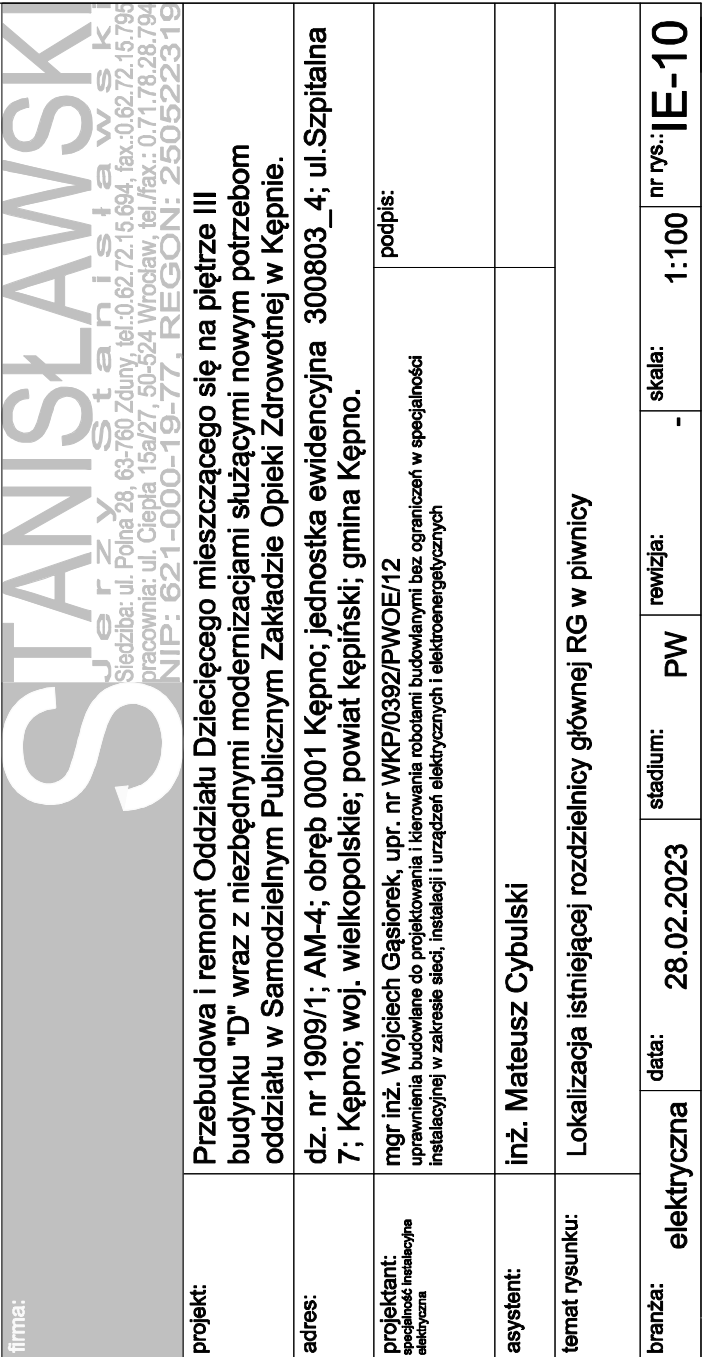 firma:
STANISŁAWSKI
Jerzy Stanisławski
Siedziba: ul. Polna 28, 63-760 Zduny, tel.:0.62.72.15.694, fax.:0.62.72.15.795
pracownia: ul. Ciepła 15a/27, 50-524 Wrocław, tel./fax.: 0.71.78.28.794
NIP: 621-000-19-77, REGON: 250522319
projekt:
Przebudowa i remont Oddziału Dziecięcego mieszczącego się na piętrze III
budynku "D" wraz z niezbędnymi modernizacjami służącymi nowym potrzebom
oddziału w Samodzielnym Publicznym Zakładzie Opieki Zdrowotnej w Kępnie.
adres:
dz. nr 1909/1; AM-4; obręb 0001 Kępno; jednostka ewidencyjna 300803_4; ul.Szpitalna
7; Kępno; woj. wielkopolskie; powiat kępiński; gmina Kępno.
projektant:
specjalność instalacyjna
elektryczna
mgr inż. Wojciech Gąsiorek, upr. nr WKP/0392/PWOE/12
uprawnienia budowlane do projektowania i kierowania robotami budowlanymi bez ograniczeń w specjalności
instalacyjnej w zakresie sieci, instalacji i urządzeń elektrycznych i elektroenergetycznych
podpis:
asystent:
inż. Mateusz Cybulski
temat rysunku:
Lokalizacja istniejącej rozdzielnicy głównej RG w piwnicy
branża:
elektryczna
data:
28.02.2023
stadium:
PW
rewizja:
-
skala:
1:100
nr rys.:
IE-10